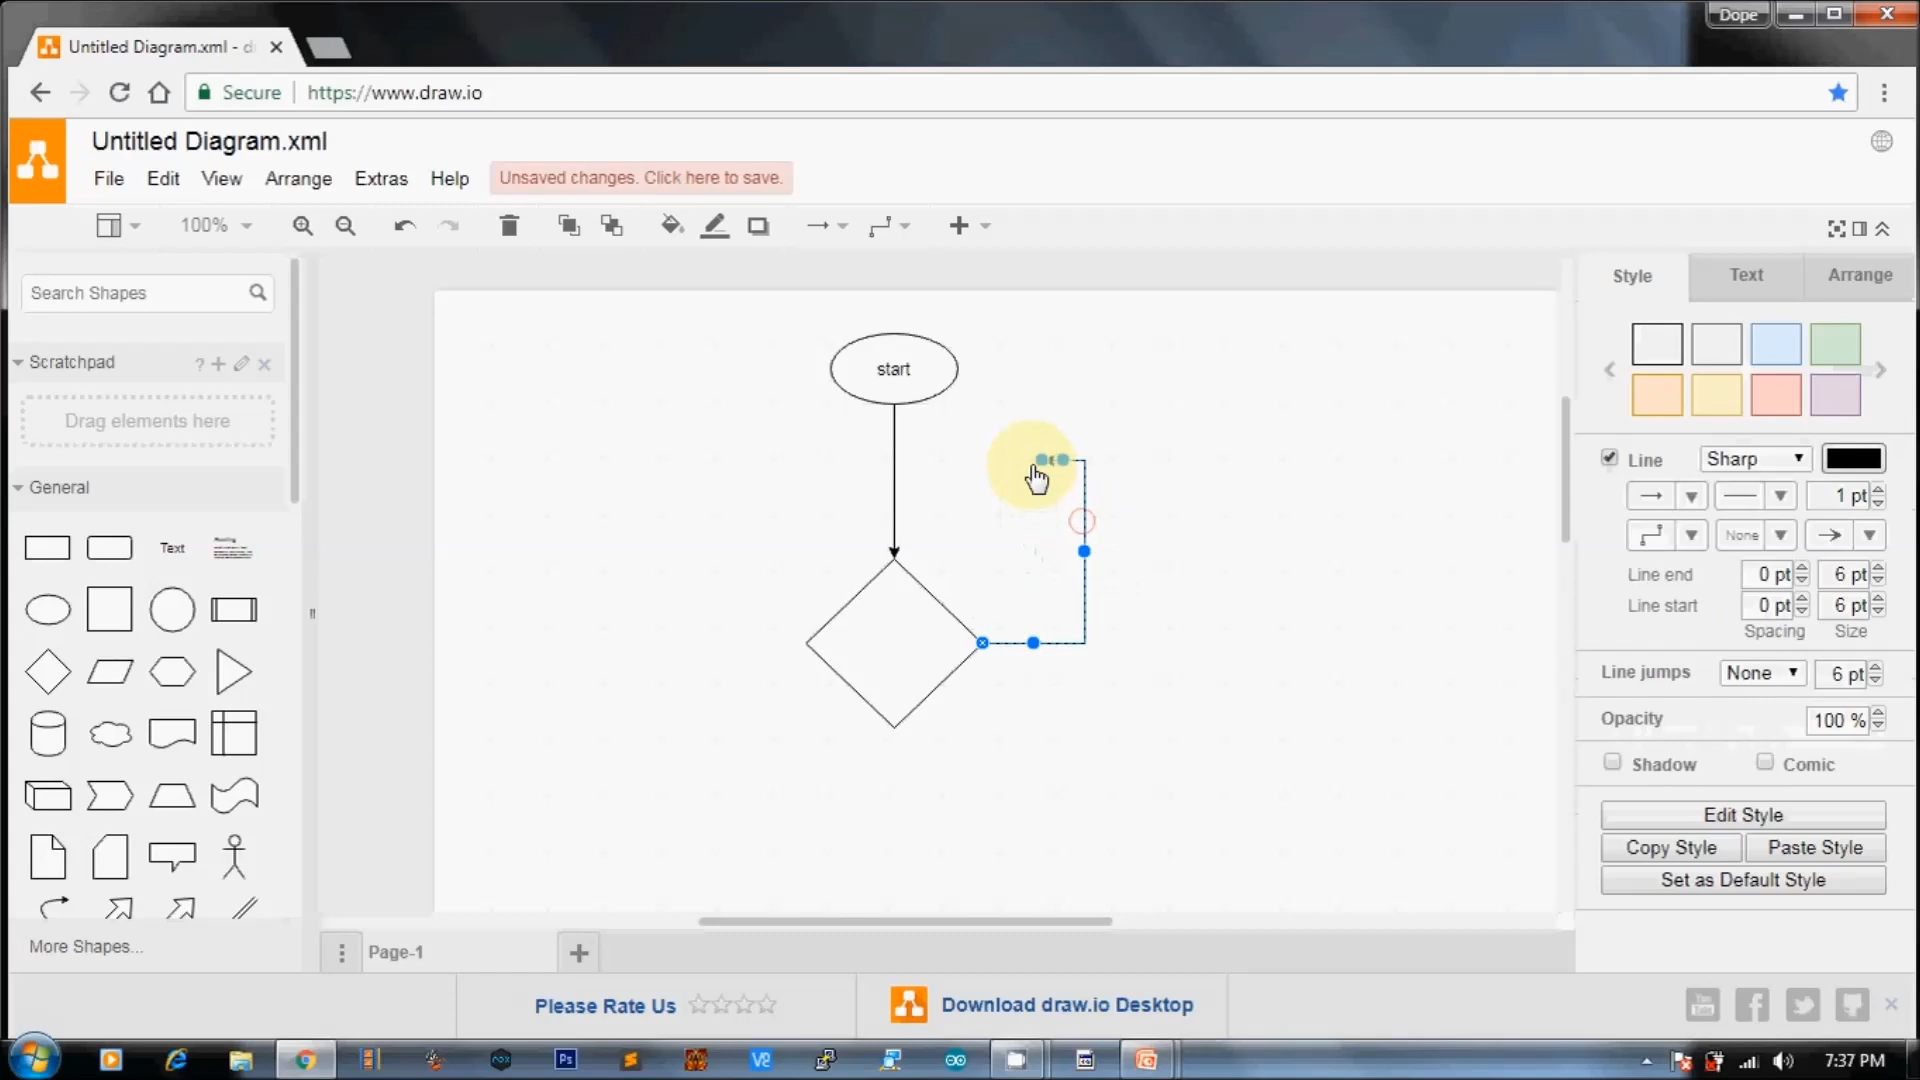 Dope
Untitled Diagram.xml - d
Secure https://www.draw.io
Untitled Diagram.xml
File Edit View Arrange Extras Help Unsaved changes. Click here to save.
100%
Search Shapes
Style Text Arrange
Scratchpad ?
Drag elements here
General
Text
start
Line Sharp
1 pt
None
Line end 0 pt 6 pt
Line start 0 pt 6 pt
Spacing Size
Line jumps None 6 pt
Opacity 100 %
Shadow Comic
Edit Style
Copy Style Paste Style
Set as Default Style
More Shapes...
Page-1
Please Rate Us
Download draw.io Desktop
You Tube
Ps
7:37 PM